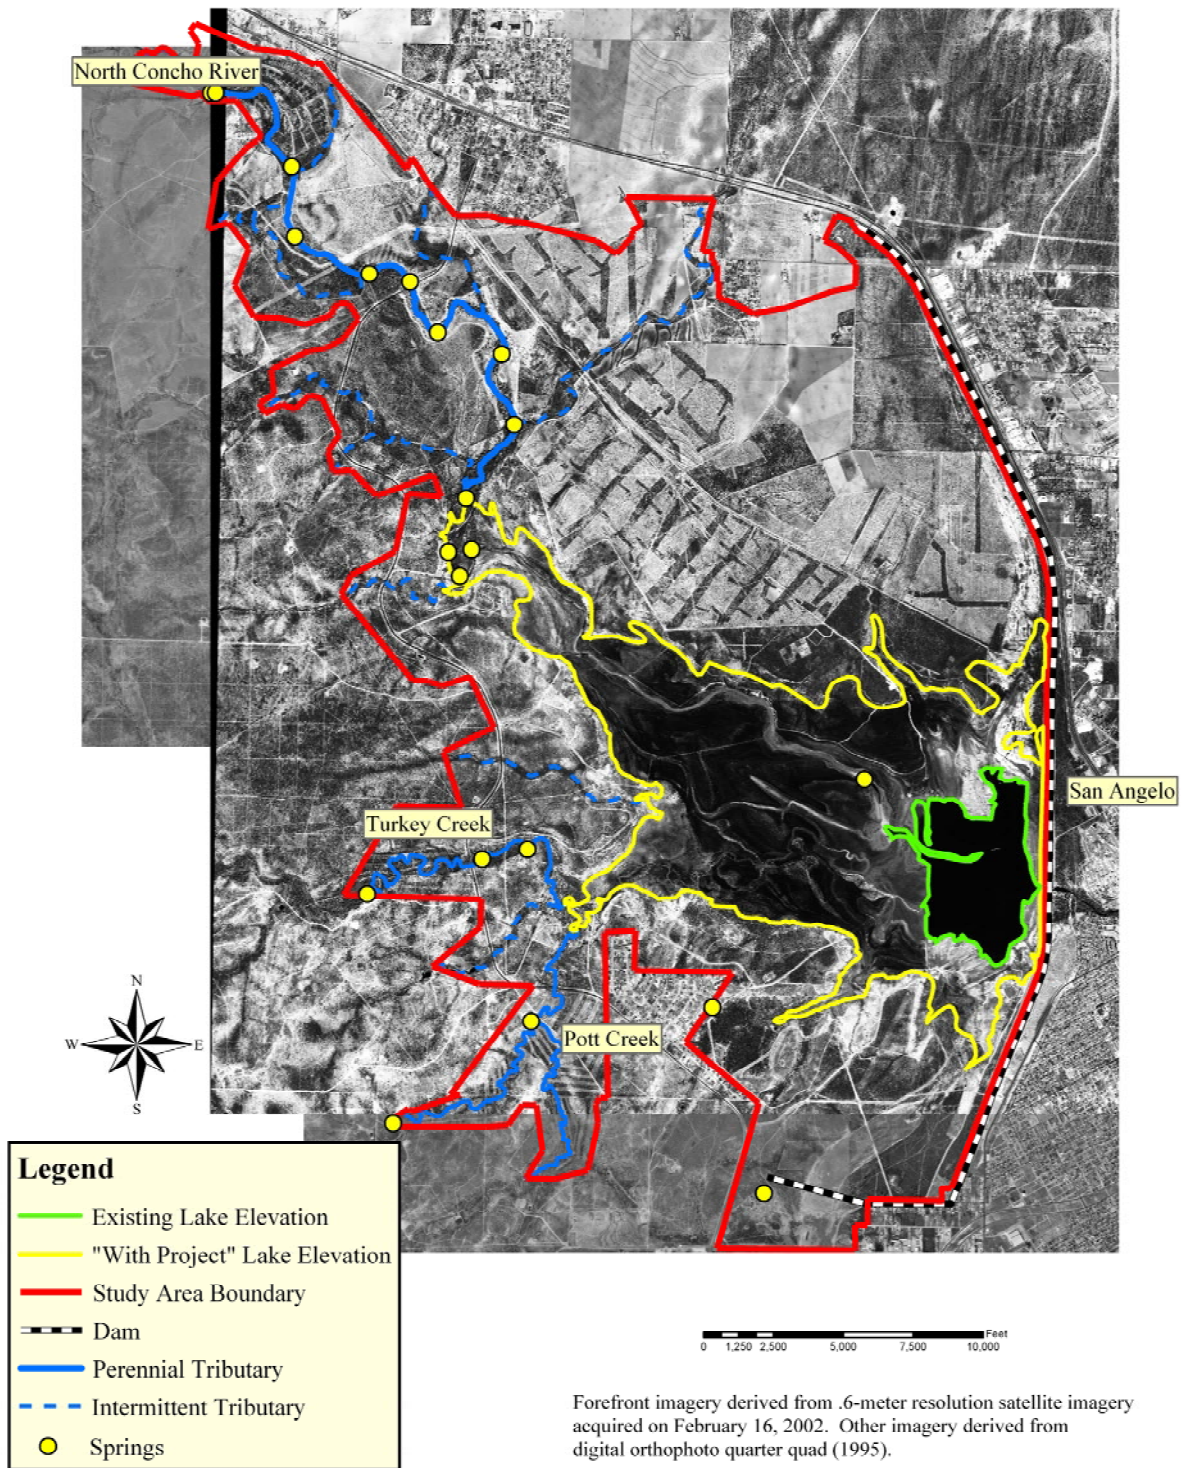 North Concho River
San Angelo
Turkey Creek
Pott Creek
N
W
E
S
Legend
Existing Lake Elevation
"With Project" Lake Elevation
Study Area Boundary
Dam
Perennial Tributary
Intermittent Tributary
Springs
Feet
0 1,250 2,500 5,000 7,500 10,000
Forefront imagery derived from .6-meter resolution satellite imagery
acquired on February 16, 2002. Other imagery derived from
digital orthophoto quarter quad (1995).